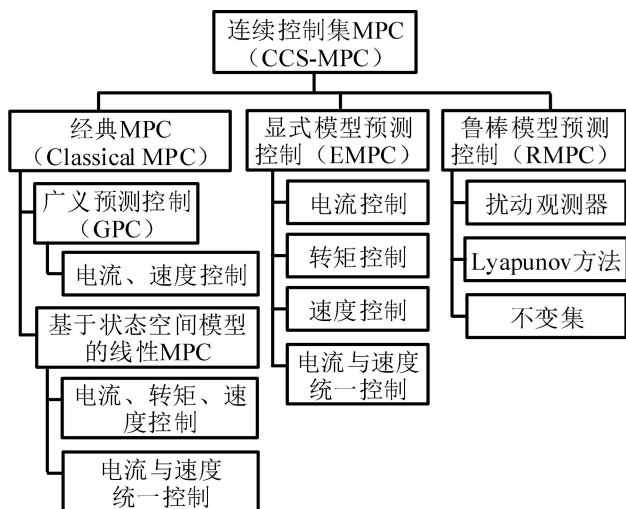 连续控制集MPC
（CCS-MPC）
经典MPC
（Classical MPC）
广义预测控制
（GPC）
电流、速度控制
基于状态空间模型
的线性MPC
电流、转矩、速
度控制
电流与速度
统一控制
显式模型预测
控制（EMPC）
电流控制
转矩控制
速度控制
电流与速度
统一控制
鲁棒模型预测
控制（RMPC）
扰动观测器
Lyapunov方法
不变集